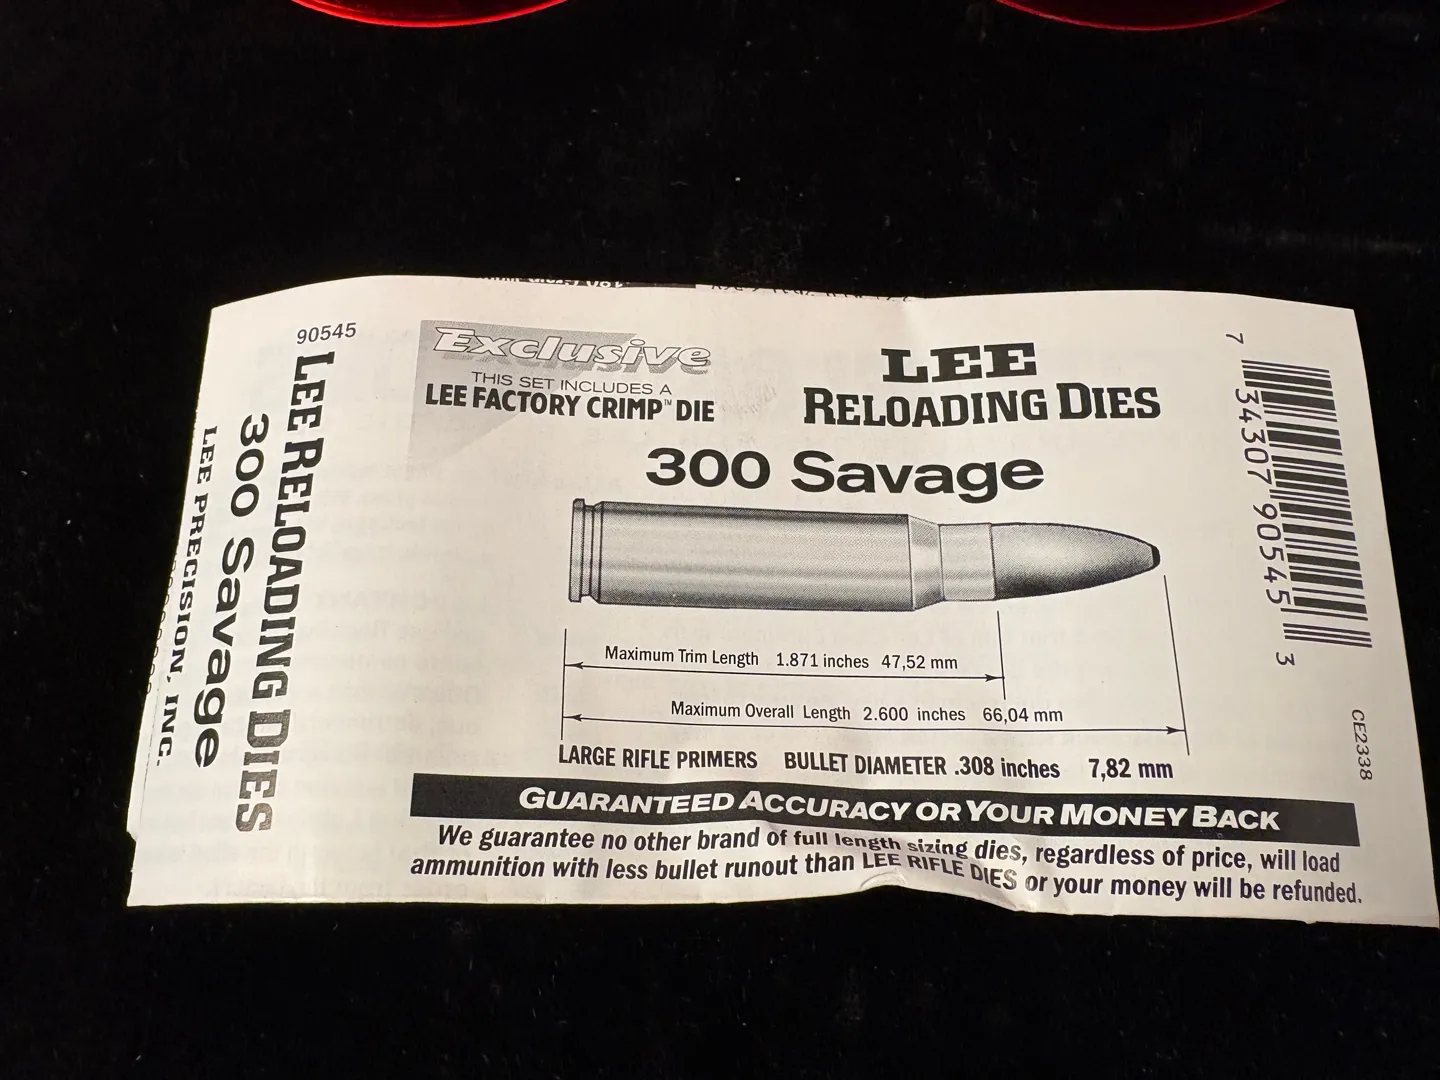 90545
LEE RELOADING DIES
300 Savage
LEE PRECISION, INC.
Exclusive
THIS SET INCLUDES A
LEE FACTORY CRIMP™ DIE
LEE
RELOADING DIES
300 Savage
Maximum Trim Length 1.871 inches 47,52 mm
Maximum Overall Length 2.600 inches 66,04 mm
LARGE RIFLE PRIMERS BULLET DIAMETER .308 inches 7,82 mm
GUARANTEED ACCURACY OR YOUR MONEY BACK
We guarantee no other brand of full length sizing dies, regardless of price, will load
ammunition with less bullet runout than LEE RIFLE DIES or your money will be refunded.
7 34307 90545 3
CE2338